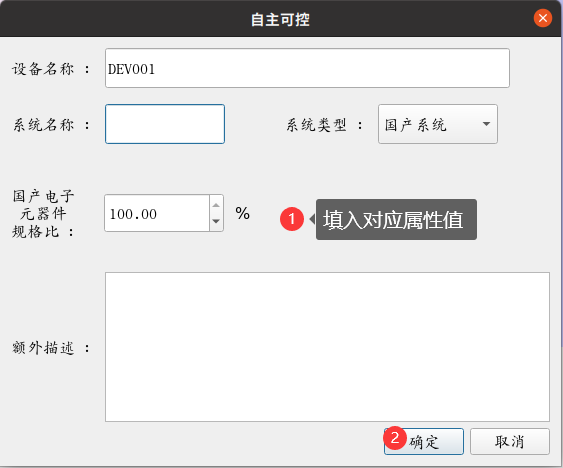 自主可控
设备名称 : DEV001
系统名称 : 系统类型 : 国产系统
国产电子
元器件
规格比 :
100.00 %
1 填入对应属性值
额外描述 :
2 确定 取消